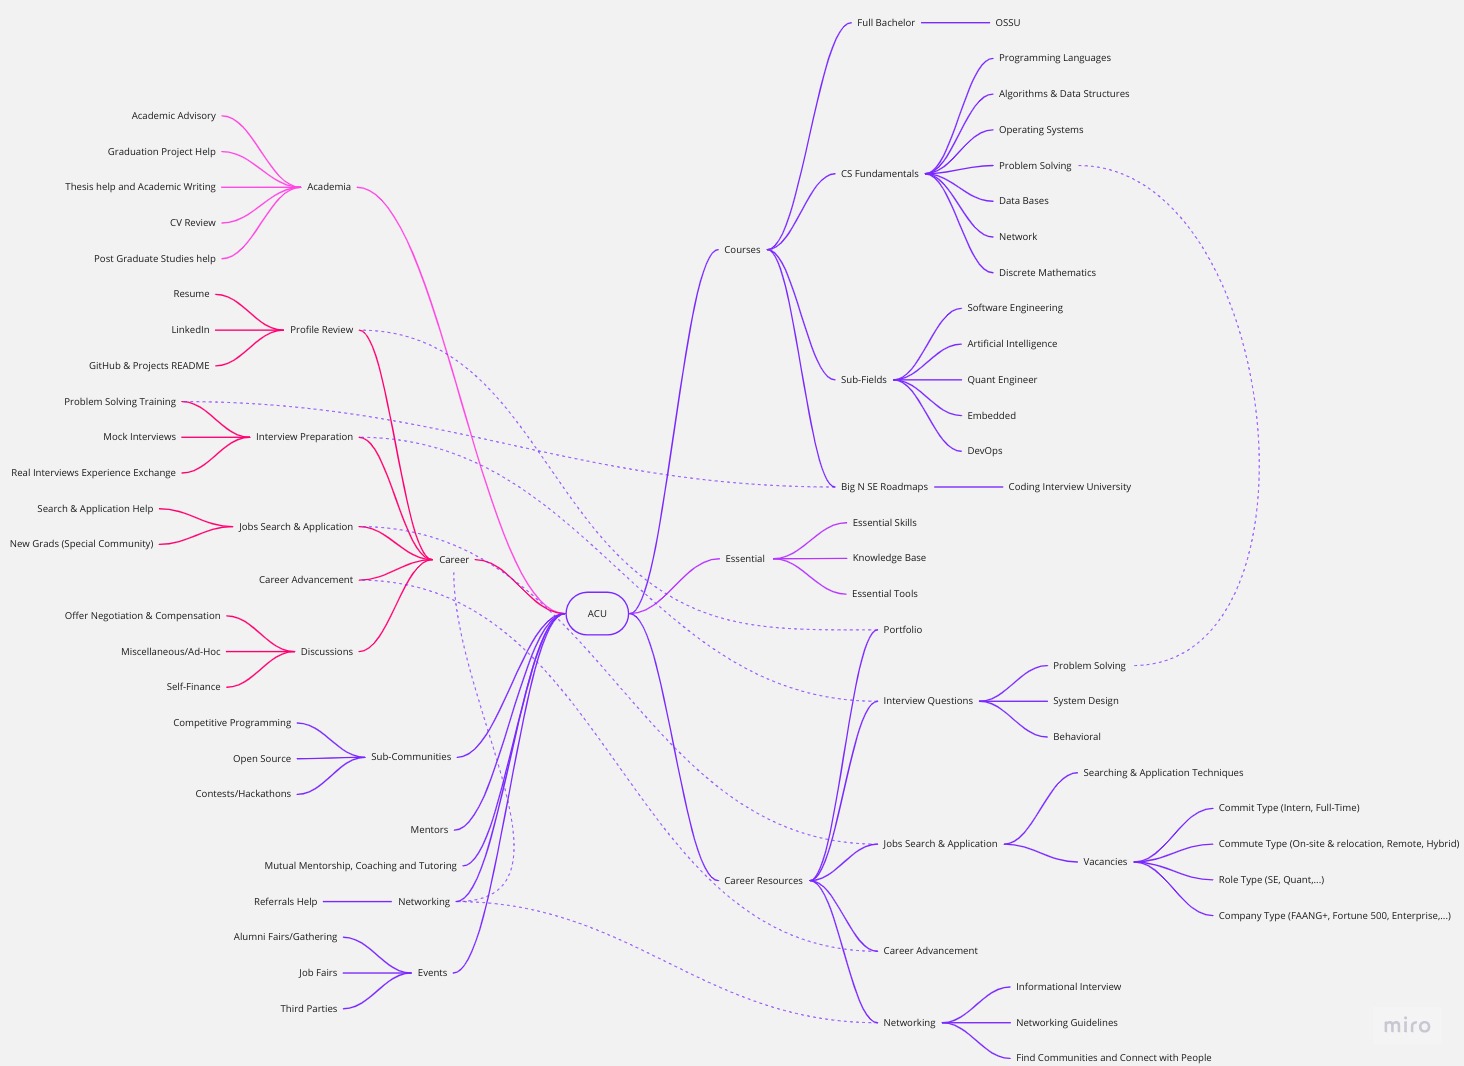 Academic Advisory
Graduation Project Help
Thesis help and Academic Writing
CV Review
Post Graduate Studies help
Academia
Resume
LinkedIn
GitHub & Projects README
Profile Review
Problem Solving Training
Mock Interviews
Real Interviews Experience Exchange
Interview Preparation
Search & Application Help
New Grads (Special Community)
Jobs Search & Application
Career Advancement
Offer Negotiation & Compensation
Miscellaneous/Ad-Hoc
Self-Finance
Discussions
Career
Competitive Programming
Open Source
Contests/Hackathons
Sub-Communities
Mentors
Mutual Mentorship, Coaching and Tutoring
Referrals Help
Networking
Alumni Fairs/Gathering
Job Fairs
Third Parties
Events
ACU
Courses
Full Bachelor
OSSU
CS Fundamentals
Programming Languages
Algorithms & Data Structures
Operating Systems
Problem Solving
Data Bases
Network
Discrete Mathematics
Sub-Fields
Software Engineering
Artificial Intelligence
Quant Engineer
Embedded
DevOps
Big N SE Roadmaps
Coding Interview University
Essential
Essential Skills
Knowledge Base
Essential Tools
Career Resources
Portfolio
Interview Questions
Problem Solving
System Design
Behavioral
Jobs Search & Application
Searching & Application Techniques
Vacancies
Commit Type (Intern, Full-Time)
Commute Type (On-site & relocation, Remote, Hybrid)
Role Type (SE, Quant,...)
Company Type (FAANG+, Fortune 500, Enterprise,...)
Career Advancement
Networking
Informational Interview
Networking Guidelines
Find Communities and Connect with People
miro